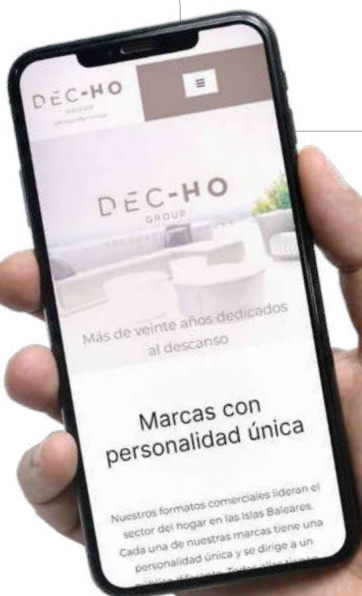 DEC-HO
GROUP
DEC-HO
GROUP
Más de veinte años dedicados
al descanso
Marcas con
personalidad única
Nuestros formatos comerciales lideran el
sector del hogar en las Islas Baleares.
Cada una de nuestras marcas tiene una
personalidad única y se dirige a un